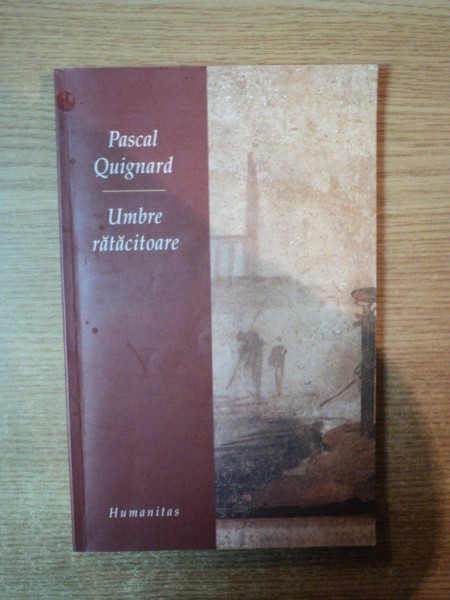 Pascal
Quignard
Umbre
rătăcitoare
Humanitas